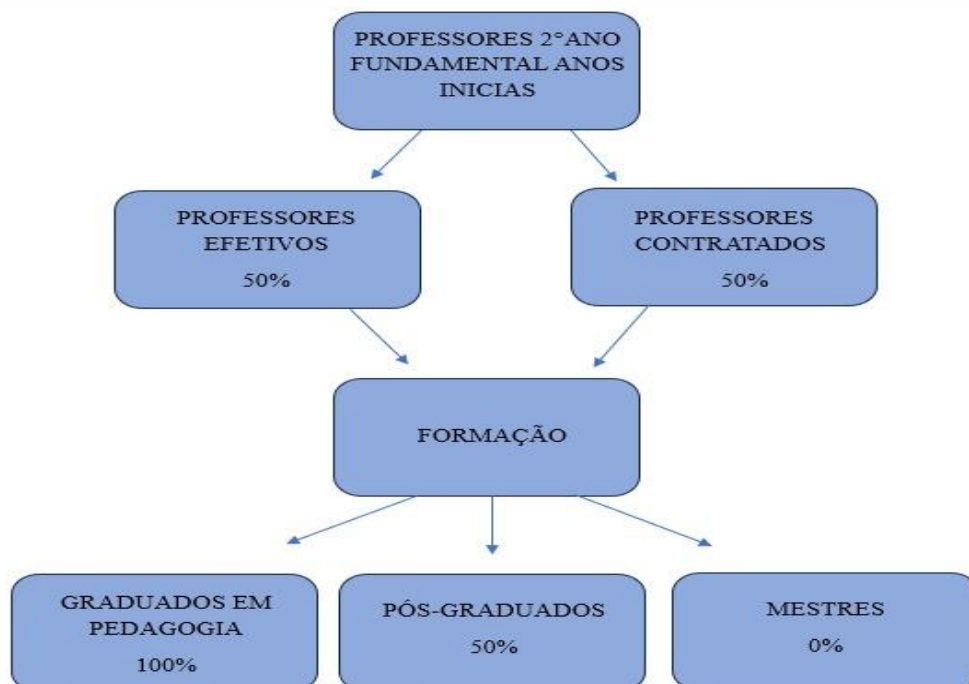 PROFESSORES 2°ANO
FUNDAMENTAL ANOS
INICIAS
PROFESSORES
EFETIVOS
50%
PROFESSORES
CONTRATADOS
50%
FORMAÇÃO
GRADUADOS EM
PEDAGOGIA
100%
PÓS-GRADUADOS
50%
MESTRES
0%